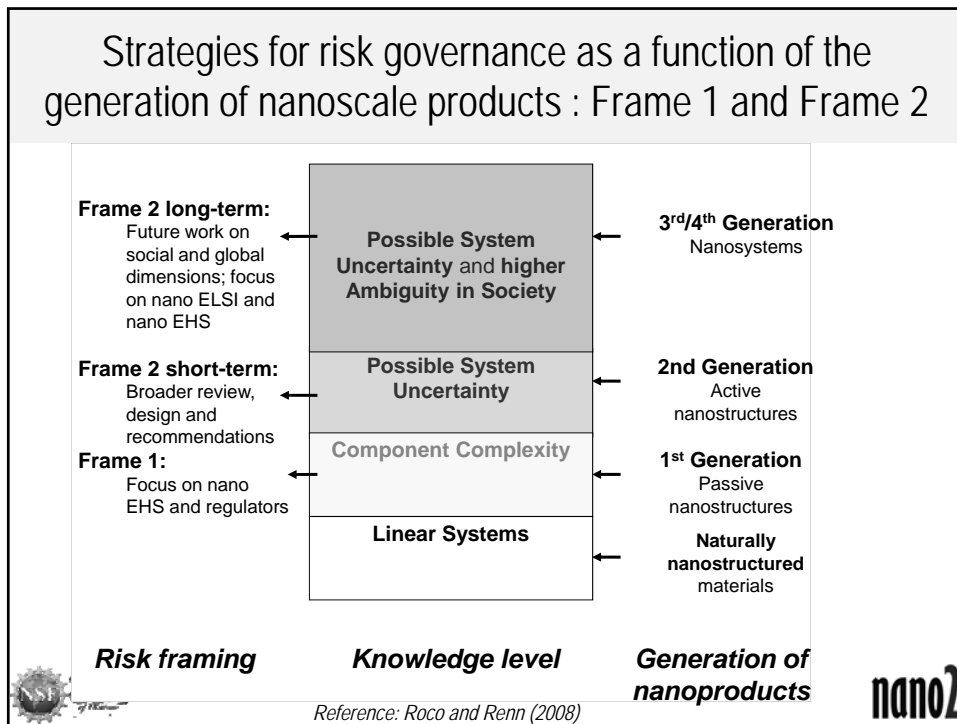 Strategies for risk governance as a function of the
generation of nanoscale products : Frame 1 and Frame 2
Frame 2 long-term:
Future work on
social and global
dimensions; focus
on nano ELSI and
nano EHS
Frame 2 short-term:
Broader review,
design and
recommendations
Frame 1:
Focus on nano
EHS and regulators
Possible System
Uncertainty and higher
Ambiguity in Society
Possible System
Uncertainty
Component Complexity
Linear Systems
3rd/4th Generation
Nanosystems
2nd Generation
Active
nanostructures
1st Generation
Passive
nanostructures
Naturally
nanostructured
materials
Risk framing
Knowledge level
Generation of
nanoproducts
NSF
Reference: Roco and Renn (2008)
nano2